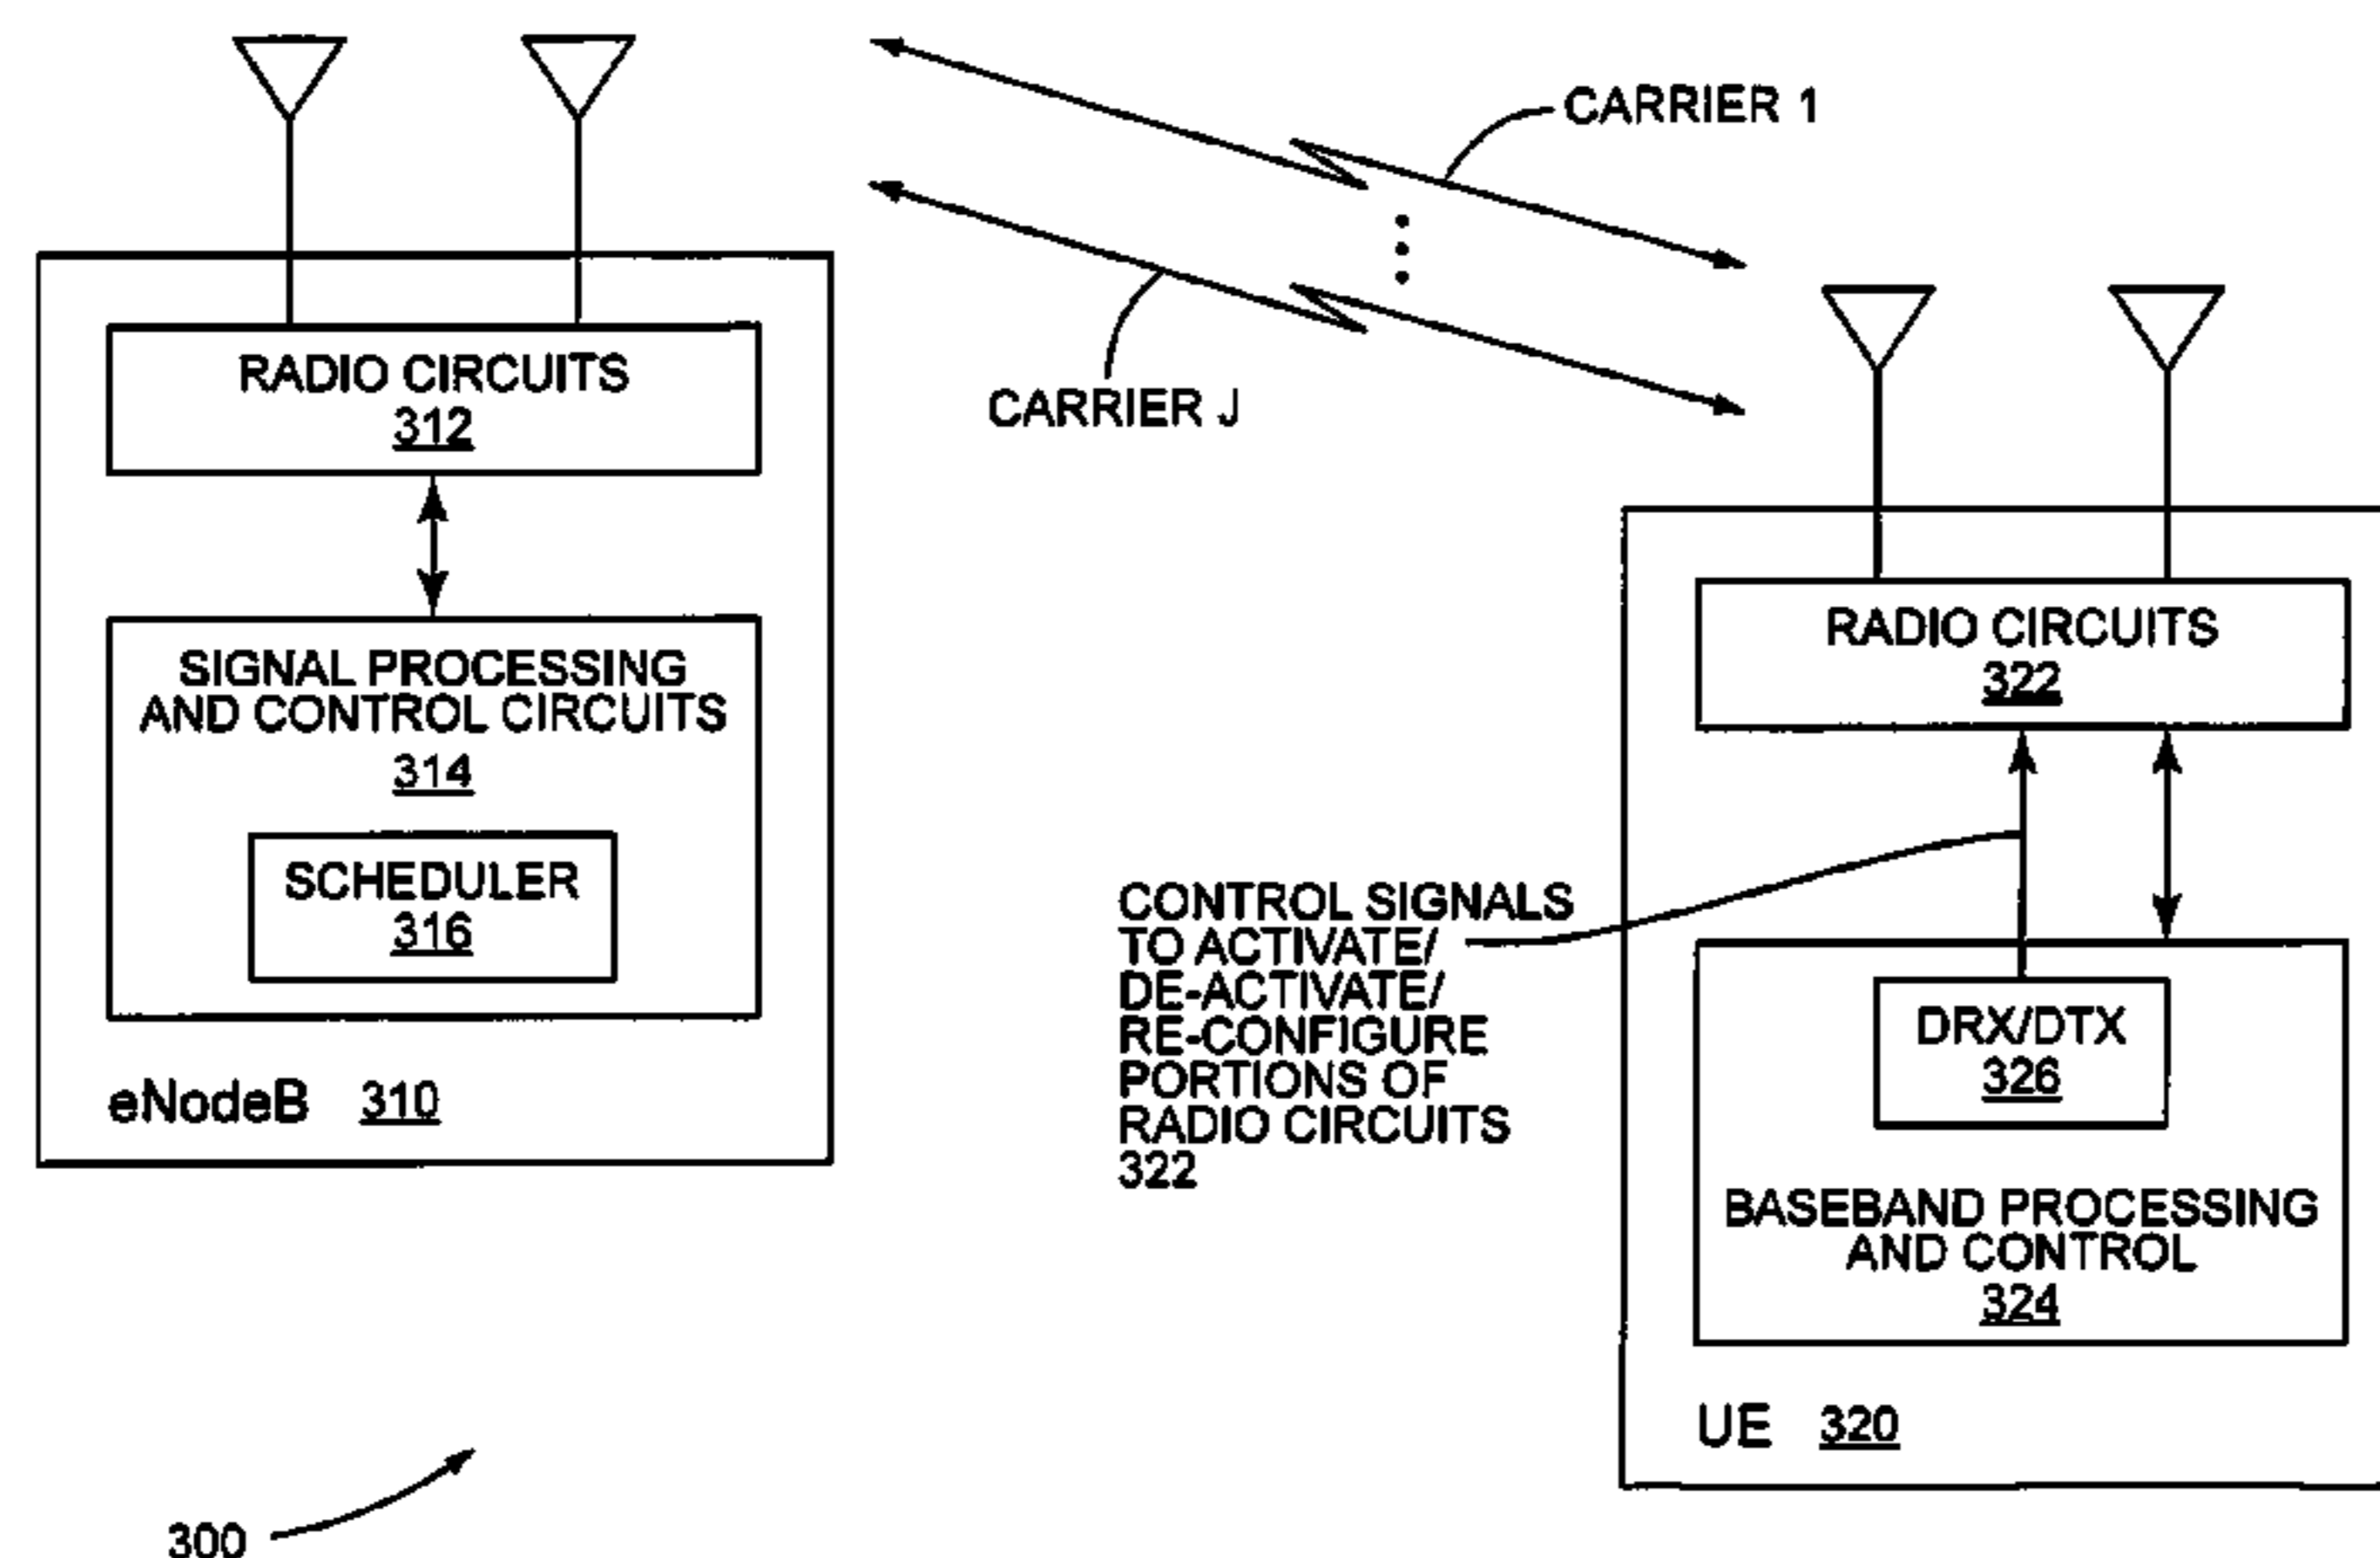 CARRIER 1
CARRIER J
RADIO CIRCUITS
312
SIGNAL PROCESSING
AND CONTROL CIRCUITS
314
SCHEDULER
316
eNodeB 310
RADIO CIRCUITS
322
CONTROL SIGNALS
TO ACTIVATE/
DE-ACTIVATE/
RE-CONFIGURE
PORTIONS OF
RADIO CIRCUITS
322
DRX/DTX
326
BASEBAND PROCESSING
AND CONTROL
324
UE 320
300